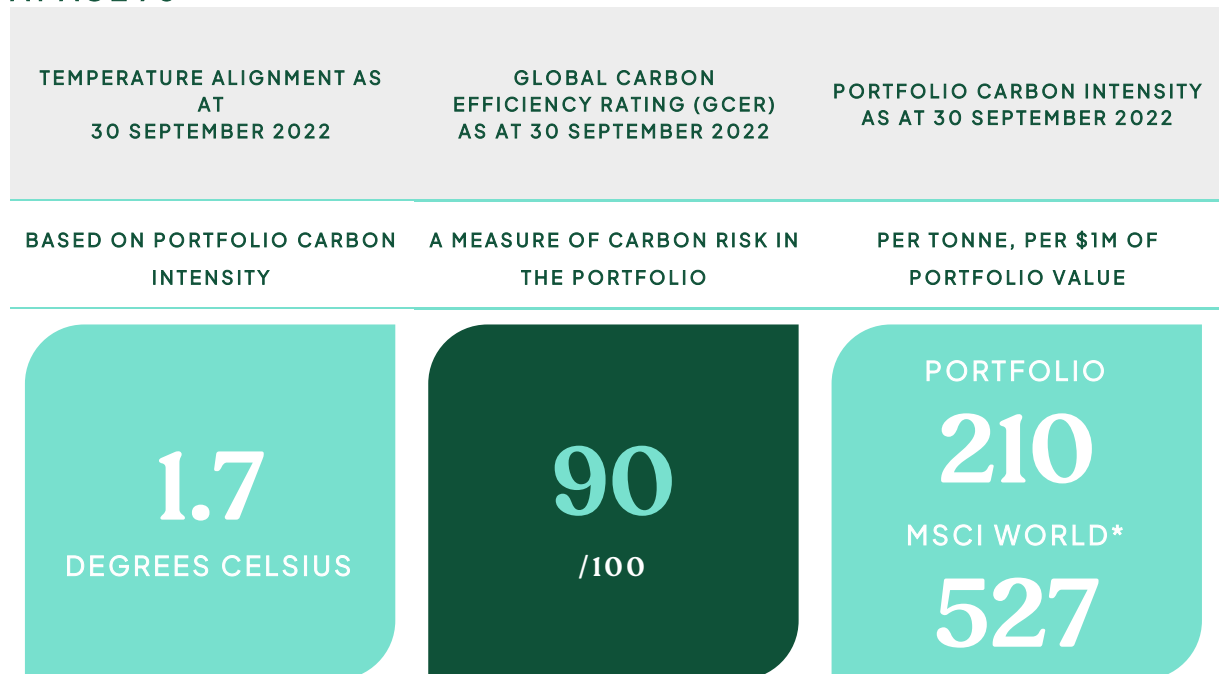 TEMPERATURE ALIGNMENT AS
AT
30 SEPTEMBER 2022
GLOBAL CARBON
EFFICIENCY RATING (GCER)
AS AT 30 SEPTEMBER 2022
PORTFOLIO CARBON INTENSITY
AS AT 30 SEPTEMBER 2022
BASED ON PORTFOLIO CARBON
INTENSITY
A MEASURE OF CARBON RISK IN
THE PORTFOLIO
PER TONNE, PER $1M OF
PORTFOLIO VALUE
1.7
DEGREES CELSIUS
90
/100
PORTFOLIO
210
MSCI WORLD*
527